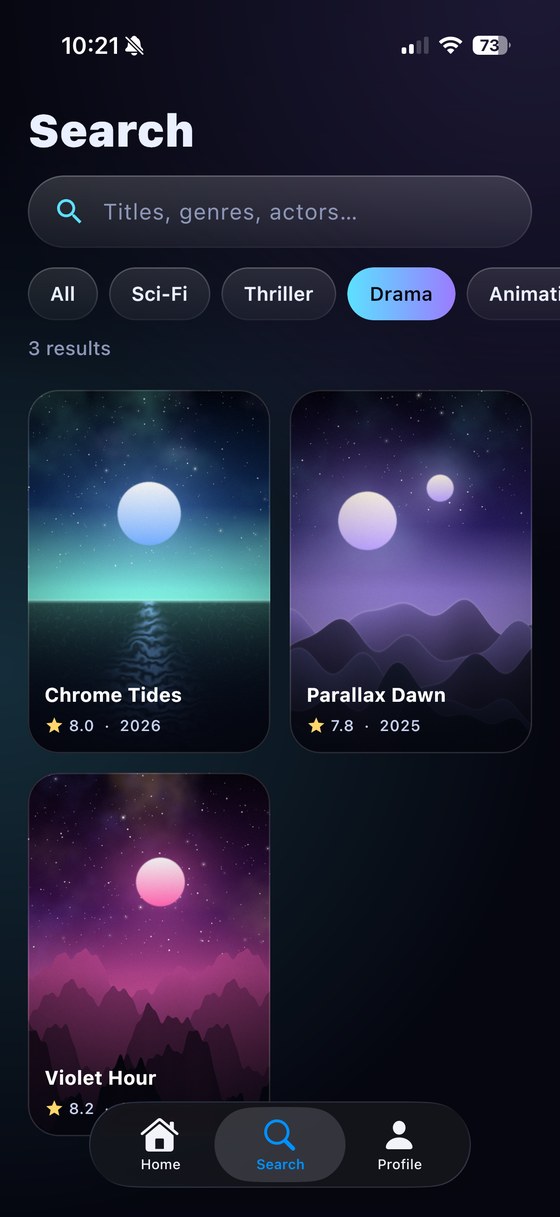 10:21
73
Search
Titles, genres, actors...
All
Sci-Fi
Thriller
Drama
Animati
3 results
Chrome Tides
8.0 · 2026
Parallax Dawn
7.8 · 2025
Violet Hour
8.2 ·
Home
Search
Profile